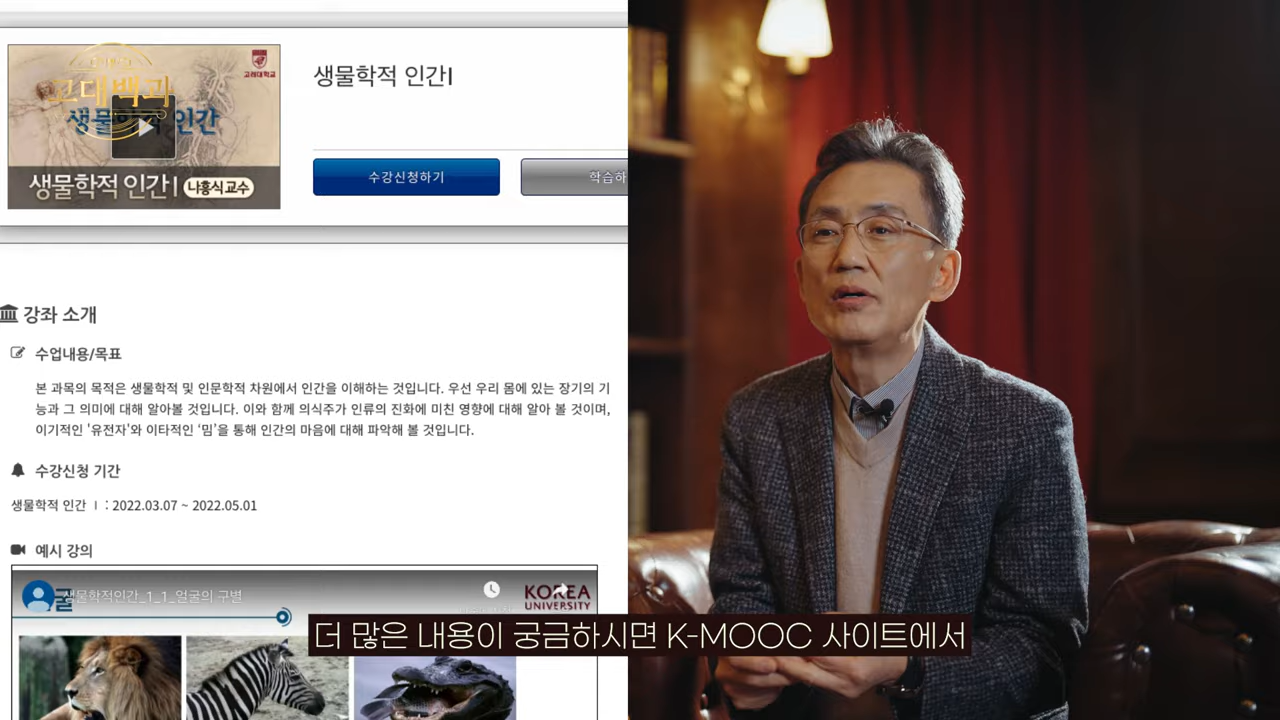 고대백과
생물학적 인간
고려대학교
생물학적 인간Ⅰ 나흥식 교수
생물학적 인간Ⅰ
수강신청하기
학습하
강좌 소개
수업내용/목표
본 과목의 목적은 생물학적 및 인문학적 차원에서 인간을 이해하는 것입니다. 우선 우리 몸에 있는 장기의 기
능과 그 의미에 대해 알아볼 것입니다. 이와 함께 의식주가 인류의 진화에 미친 영향에 대해 알아 볼 것이며,
이기적인 '유전자'와 이타적인 '밈'을 통해 인간의 마음에 대해 파악해 볼 것입니다.
수강신청 기간
생물학적 인간 Ⅰ : 2022.03.07 ~ 2022.05.01
예시 강의
생물학적인간_1_1_얼굴의 구별
KOREA
UNIVERSITY
더 많은 내용이 궁금하시면 K-MOOC 사이트에서